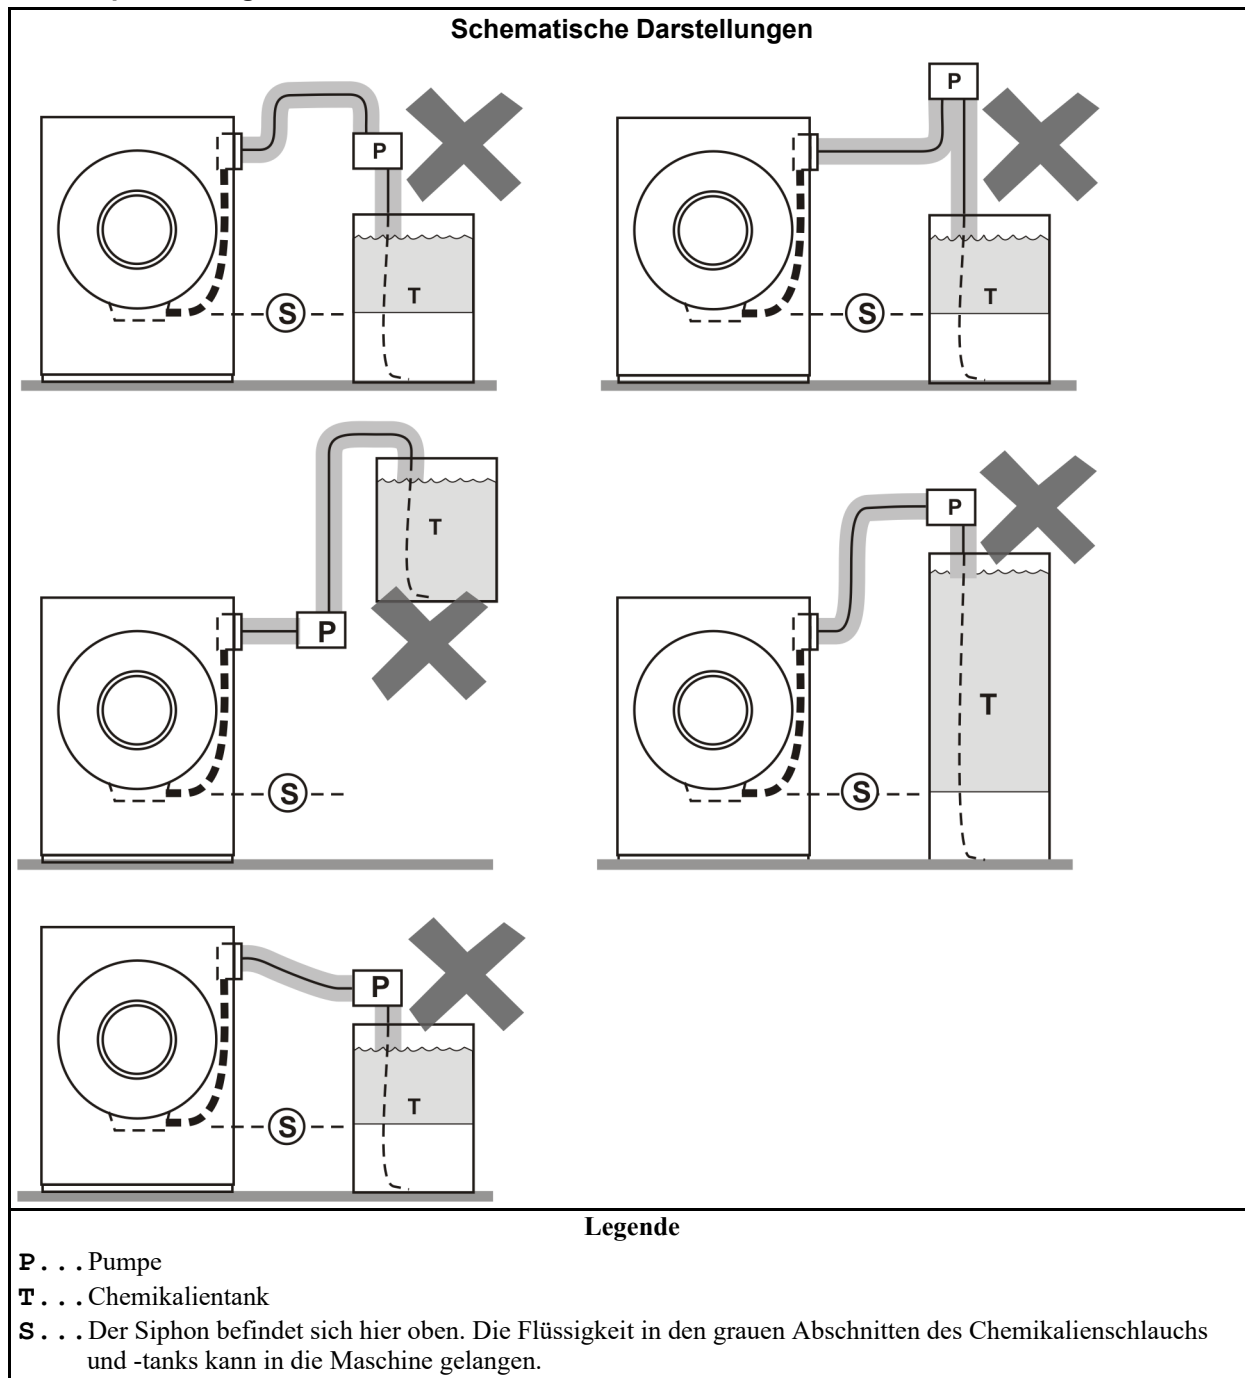 Schematische Darstellungen
P
T
S
P
T
S
T
P
S
P
T
S
P
T
S
Legende
P...Pumpe
T...Chemikalientank
S...Der Siphon befindet sich hier oben. Die Flüssigkeit in den grauen Abschnitten des Chemikalienschlauchs
und -tanks kann in die Maschine gelangen.